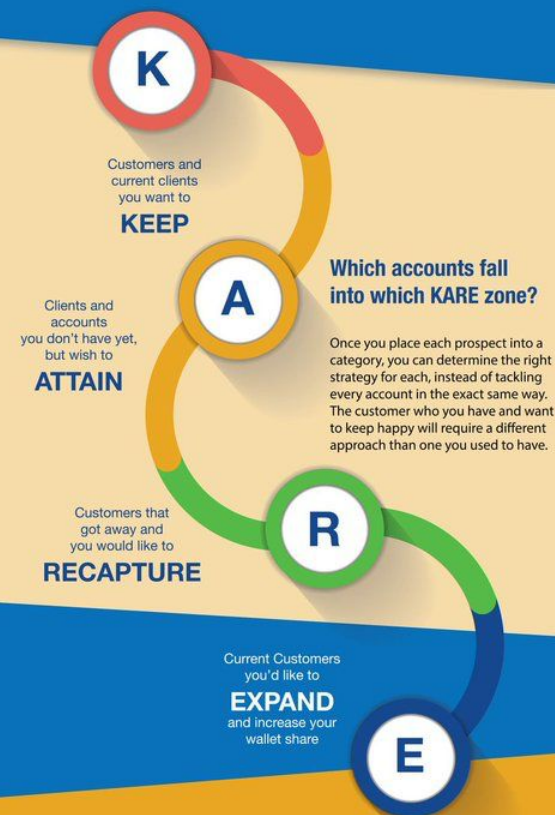 K
Customers and
current clients
you want to
KEEP
A
Clients and
accounts
you don't have yet,
but wish to
ATTAIN
Which accounts fall
into which KARE zone?
Once you place each prospect into a
category, you can determine the right
strategy for each, instead of tackling
every account in the exact same way.
The customer who you have and want
to keep happy will require a different
approach than one you used to have.
R
Customers that
got away and
you would like to
RECAPTURE
Current Customers
you'd like to
EXPAND
and increase your
wallet share
E